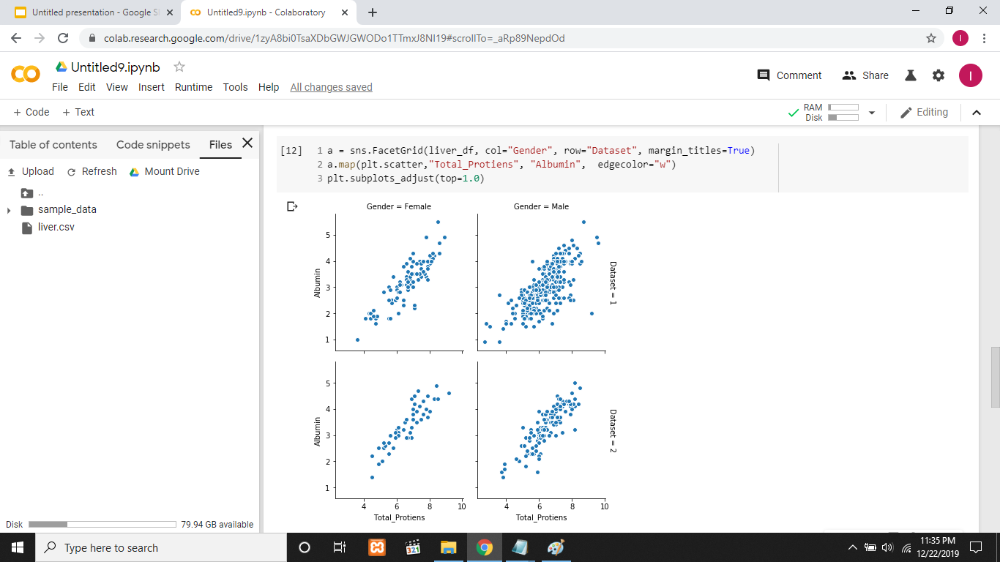 Untitled presentation - Google Sl
Untitled9.ipynb - Colaboratory
colab.research.google.com/drive/1zyA8bi0TsaXDbGWJGWODo1TTmxJ8NI19#scrollTo=_aRp89NepdOd
I
Untitled9.ipynb
Comment
Share
I
File Edit View Insert Runtime Tools Help All changes saved
+ Code + Text
RAM
Disk
Editing
Table of contents Code snippets Files
Upload Refresh Mount Drive
..
sample_data
liver.csv
Disk 79.94 GB available
[12]
1 a = sns.FacetGrid(liver_df, col="Gender", row="Dataset", margin_titles=True)
2 a.map(plt.scatter,"Total_Protiens", "Albumin",  edgecolor="w")
3 plt.subplots_adjust(top=1.0)
Gender = Female
Gender = Male
5
4
3
2
1
Albumin
Dataset = 1
5
4
3
2
1
Albumin
Dataset = 2
4 6 8 10
4 6 8 10
Total_Protiens
Total_Protiens
Type here to search
321
11:35 PM
12/22/2019